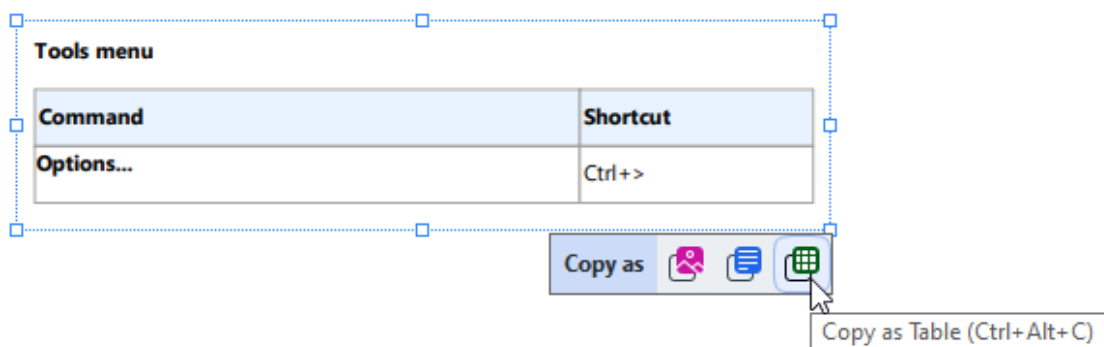 Tools menu
Command Shortcut
Options... Ctrl+>
Copy as
Copy as Table (Ctrl+Alt+C)